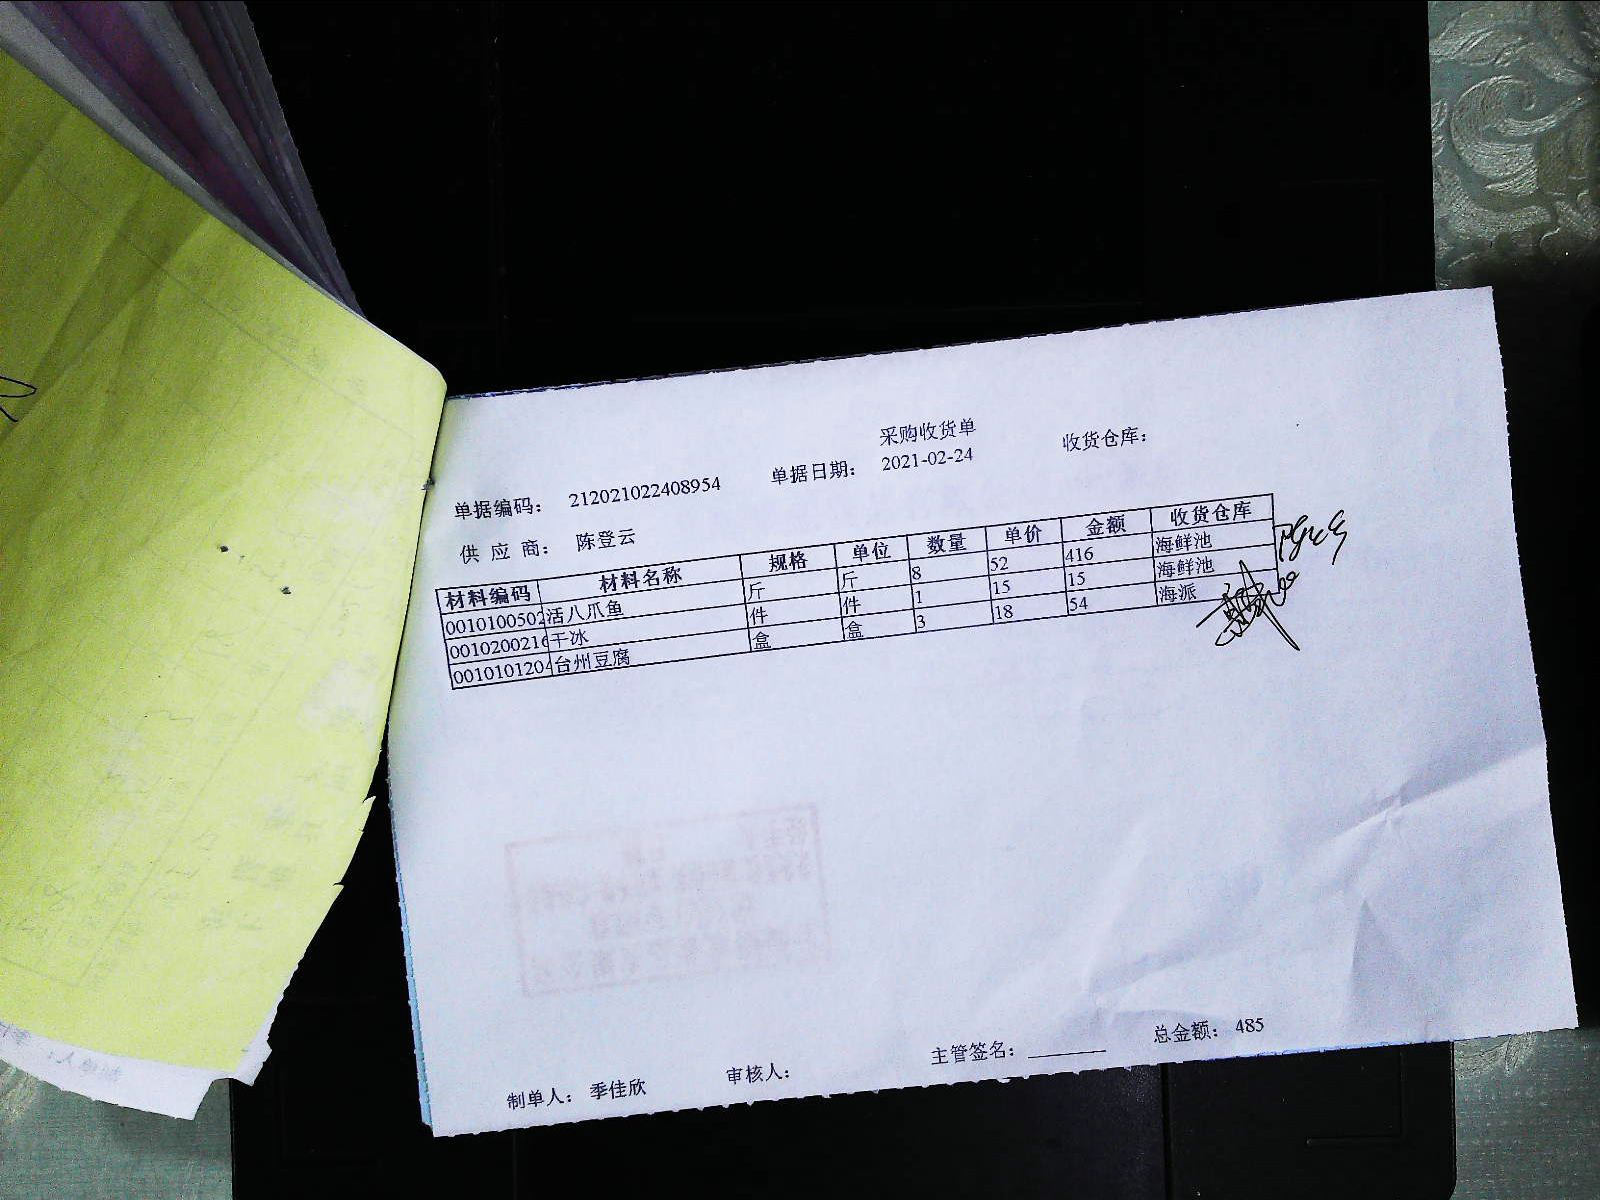 采购收货单
单据编码： 212021022408954 单据日期： 2021-02-24 收货仓库：
供 应 商： 陈登云
材料编码 材料名称 规格 单位 数量 单价 金额 收货仓库
0010100502 活八爪鱼 斤 斤 8 52 416 海鲜池
0010200216 干冰 件 件 1 15 15 海鲜池
0010101204 台州豆腐 盒 盒 3 18 54 海派
制单人： 季佳欣 审核人： 主管签名： 总金额： 485